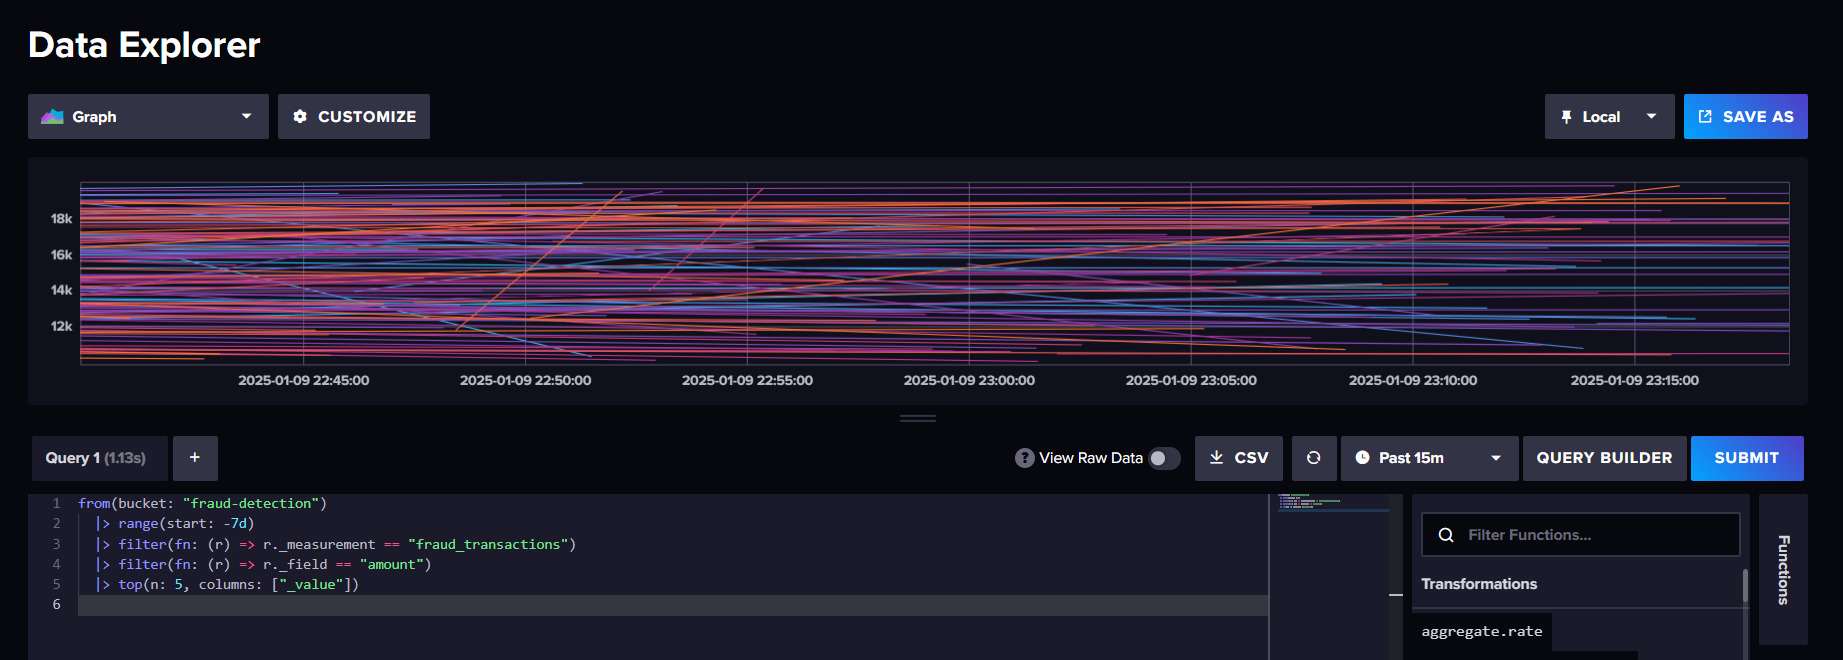 Data Explorer
Graph
CUSTOMIZE
Local
SAVE AS
18k
16k
14k
12k
2025-01-09 22:45:00
2025-01-09 22:50:00
2025-01-09 22:55:00
2025-01-09 23:00:00
2025-01-09 23:05:00
2025-01-09 23:10:00
2025-01-09 23:15:00
Query 1 (1.13s)
+
? View Raw Data
CSV
Past 15m
QUERY BUILDER
SUBMIT
1 from(bucket: "fraud-detection")
2 |> range(start: -7d)
3 |> filter(fn: (r) => r._measurement == "fraud_transactions")
4 |> filter(fn: (r) => r._field == "amount")
5 |> top(n: 5, columns: ["_value"])
6
Filter Functions...
Transformations
aggregate.rate
Functions